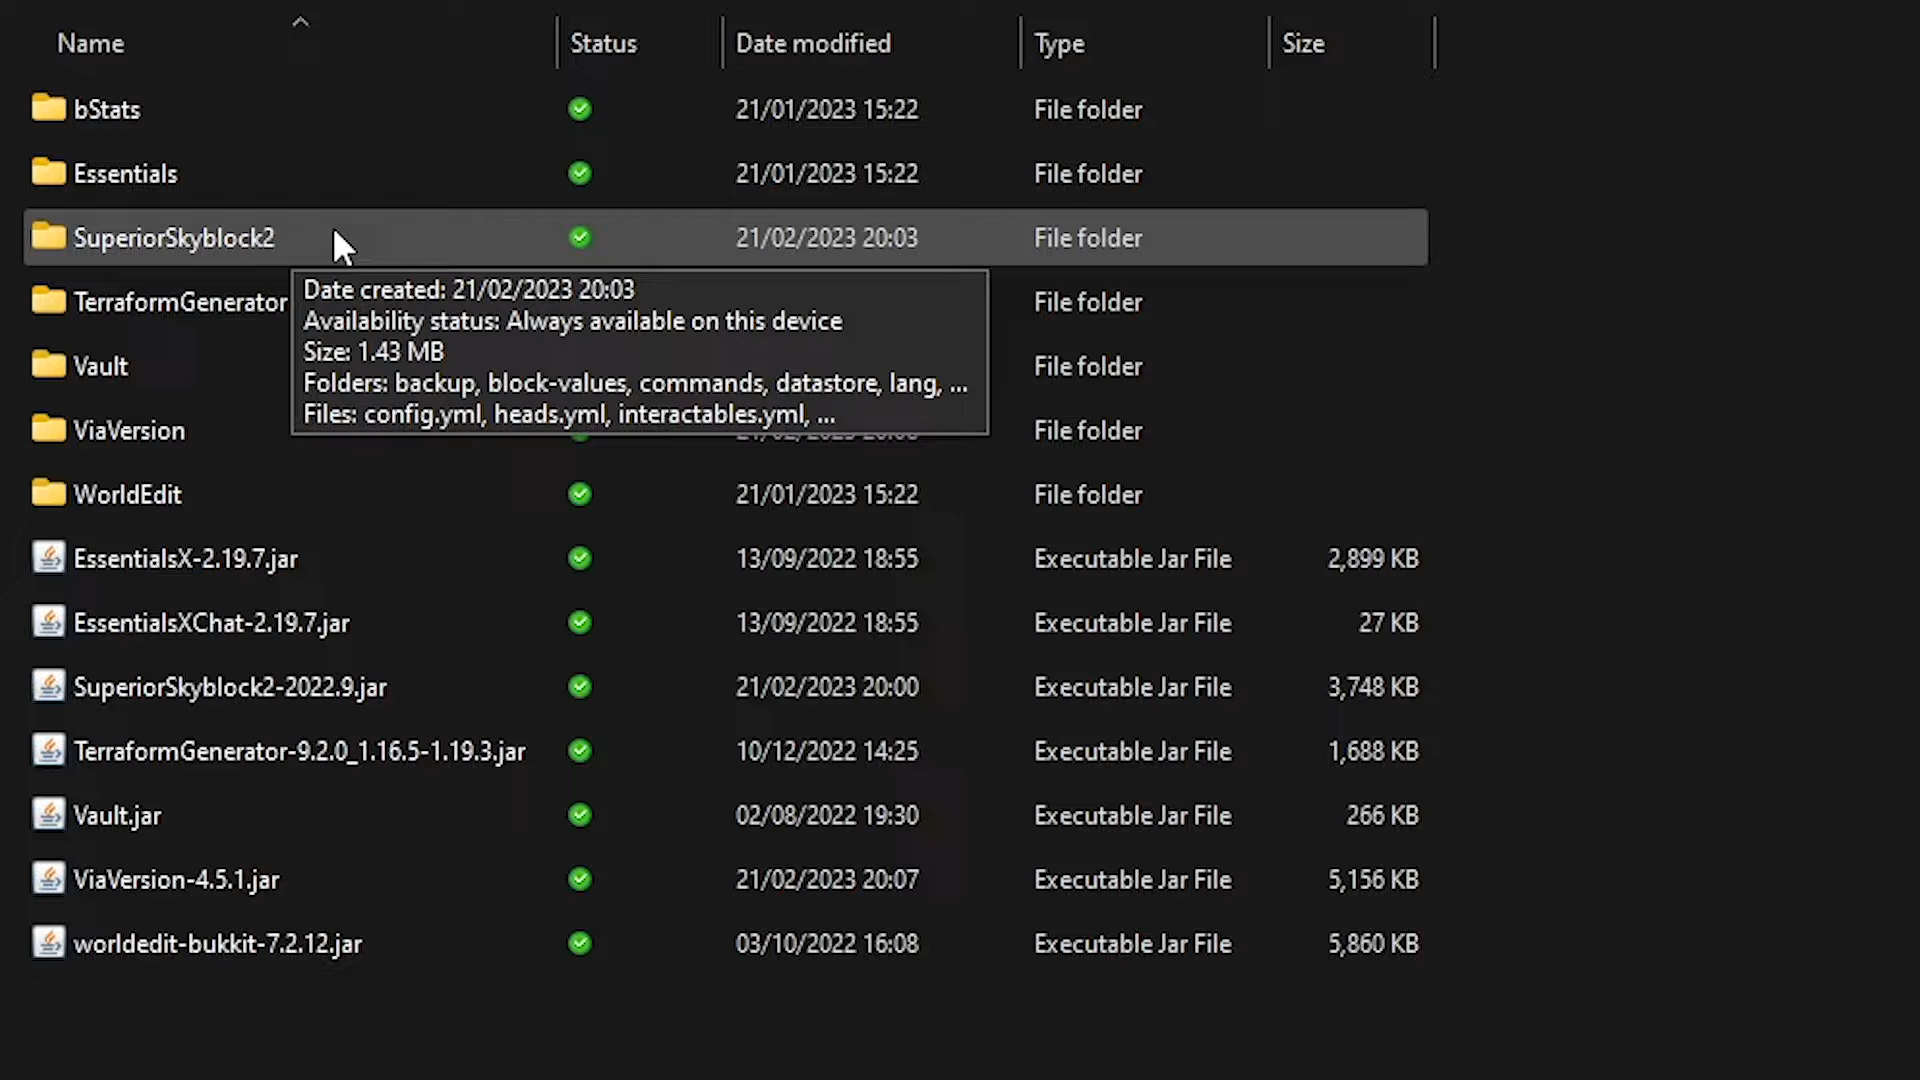 Name Status Date modified Type Size
bStats 21/01/2023 15:22 File folder
Essentials 21/01/2023 15:22 File folder
SuperiorSkyblock2 21/02/2023 20:03 File folder
Date created: 21/02/2023 20:03
TerraformGenerator File folder
Availability status: Always available on this device
Size: 1.43 MB
Vault File folder
Folders: backup, block-values, commands, datastore, lang, ...
Files: config.yml, heads.yml, interactables.yml, ...
ViaVersion File folder
WorldEdit 21/01/2023 15:22 File folder
EssentialsX-2.19.7.jar 13/09/2022 18:55 Executable Jar File 2,899 KB
EssentialsXChat-2.19.7.jar 13/09/2022 18:55 Executable Jar File 27 KB
SuperiorSkyblock2-2022.9.jar 21/02/2023 20:00 Executable Jar File 3,748 KB
TerraformGenerator-9.2.0_1.16.5-1.19.3.jar 10/12/2022 14:25 Executable Jar File 1,688 KB
Vault.jar 02/08/2022 19:30 Executable Jar File 266 KB
ViaVersion-4.5.1.jar 21/02/2023 20:07 Executable Jar File 5,156 KB
worldedit-bukkit-7.2.12.jar 03/10/2022 16:08 Executable Jar File 5,860 KB